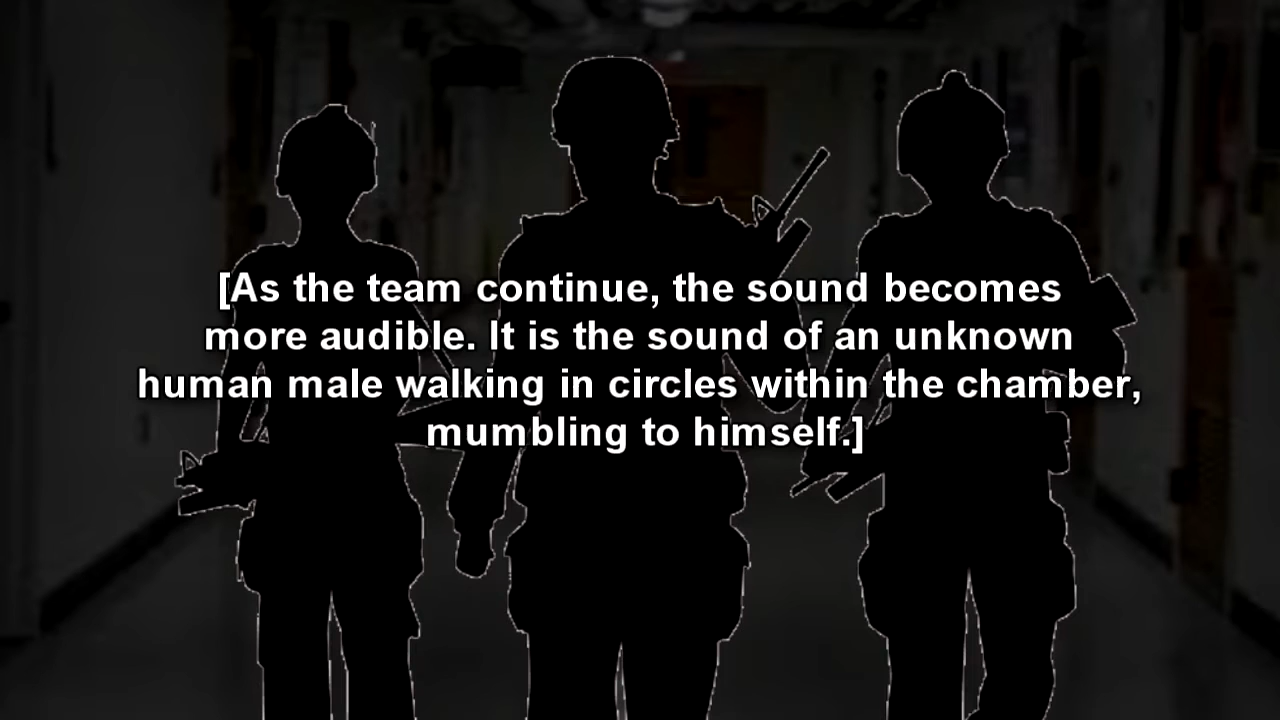 [As the team continue, the sound becomes
more audible. It is the sound of an unknown
human male walking in circles within the chamber,
mumbling to himself.]